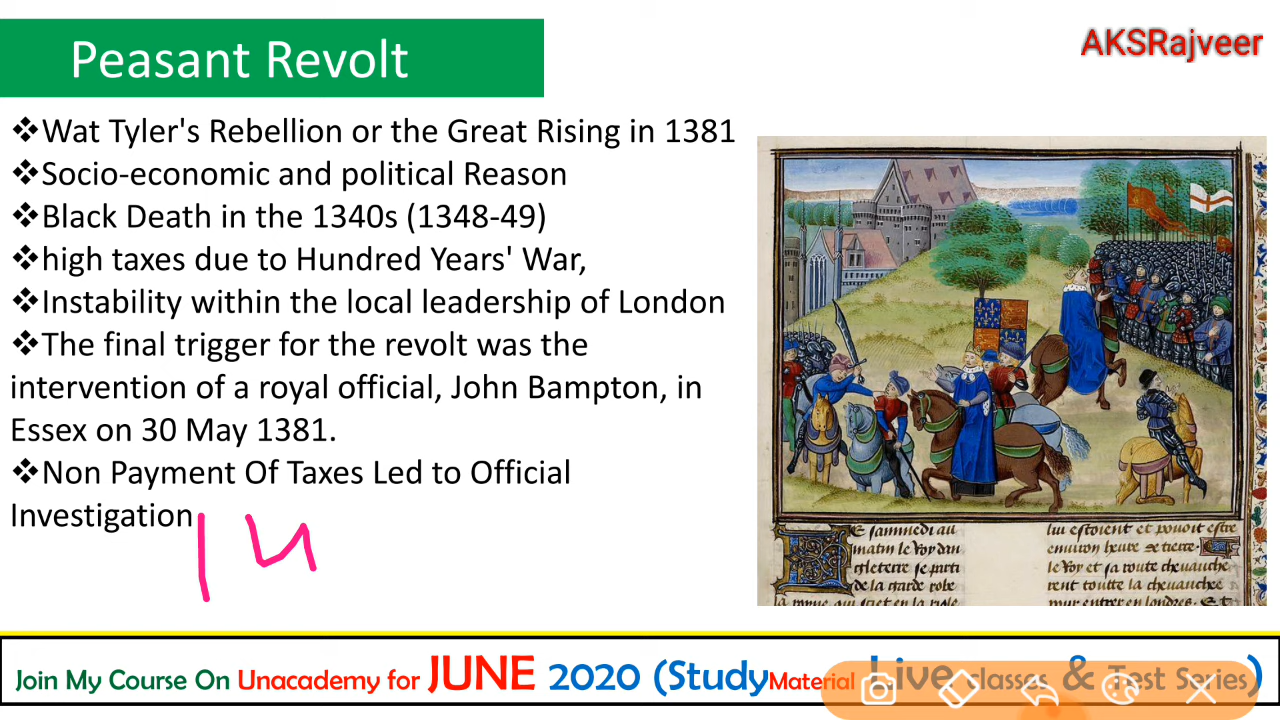 Peasant Revolt
AKSRajveer
❖Wat Tyler's Rebellion or the Great Rising in 1381
❖Socio-economic and political Reason
❖Black Death in the 1340s (1348-49)
❖high taxes due to Hundred Years' War,
❖Instability within the local leadership of London
❖The final trigger for the revolt was the
intervention of a royal official, John Bampton, in
Essex on 30 May 1381.
❖Non Payment Of Taxes Led to Official
Investigation
14
Join My Course On Unacademy for JUNE 2020 (StudyMaterial Live classes & Test Series)